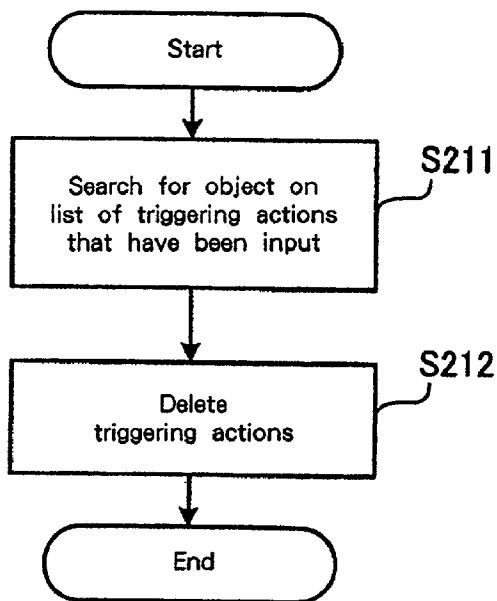 Start
Search for object on
list of triggering actions
that have been input
S211
Delete
triggering actions
S212
End